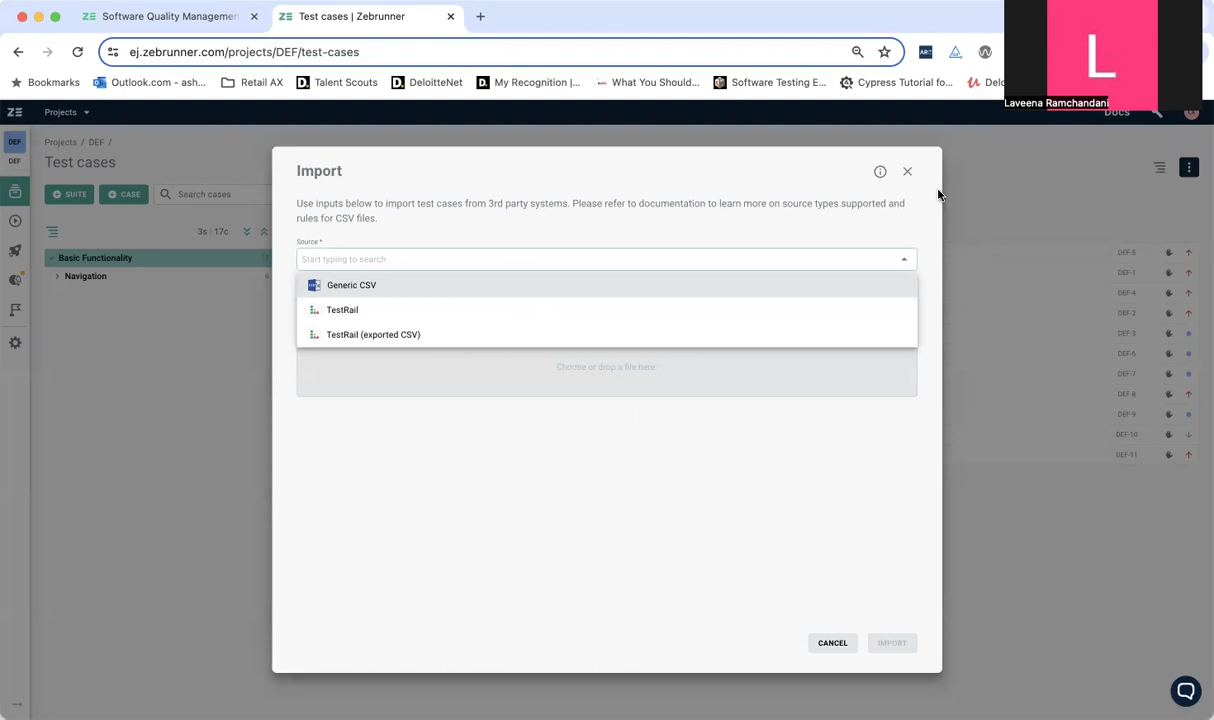 Software Quality Managemen
Test cases | Zebrunner
ej.zebrunner.com/projects/DEF/test-cases
ARC
L
Laveena Ramchandani
Bookmarks
Outlook.com - ash...
Retail AX
D. Talent Scouts
D. DeloitteNet
D. My Recognition |...
What You Should...
Software Testing E...
Cypress Tutorial fo...
Deloi
ZE
Projects
Docs
DEF
DEF
Projects / DEF /
Test cases
SUITE
CASE
Search cases
3s | 17c
Basic Functionality
Navigation
Import
Use inputs below to import test cases from 3rd party systems. Please refer to documentation to learn more on source types supported and
rules for CSV files.
Source *
Start typing to search
Generic CSV
TestRail
TestRail (exported CSV)
Choose or drop a file here
CANCEL
IMPORT
DEF-5
DEF-1
DEF-4
DEF-2
DEF-3
DEF-6
DEF-7
DEF-8
DEF-9
DEF-10
DEF-11